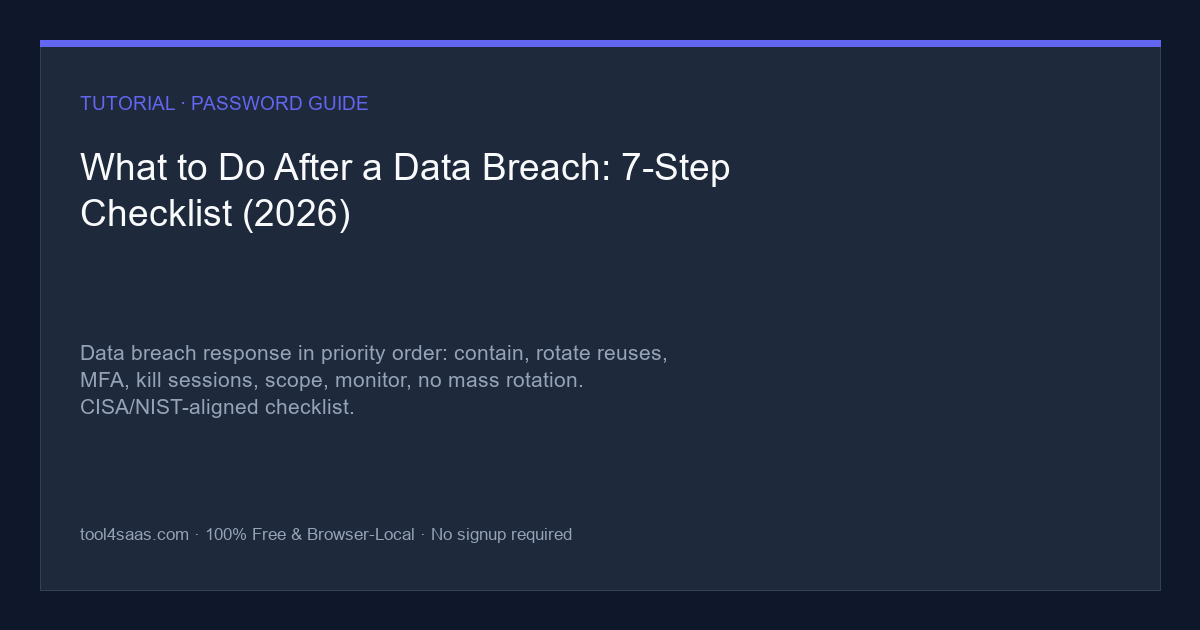 TUTORIAL · PASSWORD GUIDE
What to Do After a Data Breach: 7-Step
Checklist (2026)
Data breach response in priority order: contain, rotate reuses,
MFA, kill sessions, scope, monitor, no mass rotation.
CISA/NIST-aligned checklist.
tool4saas.com · 100% Free & Browser-Local · No signup required